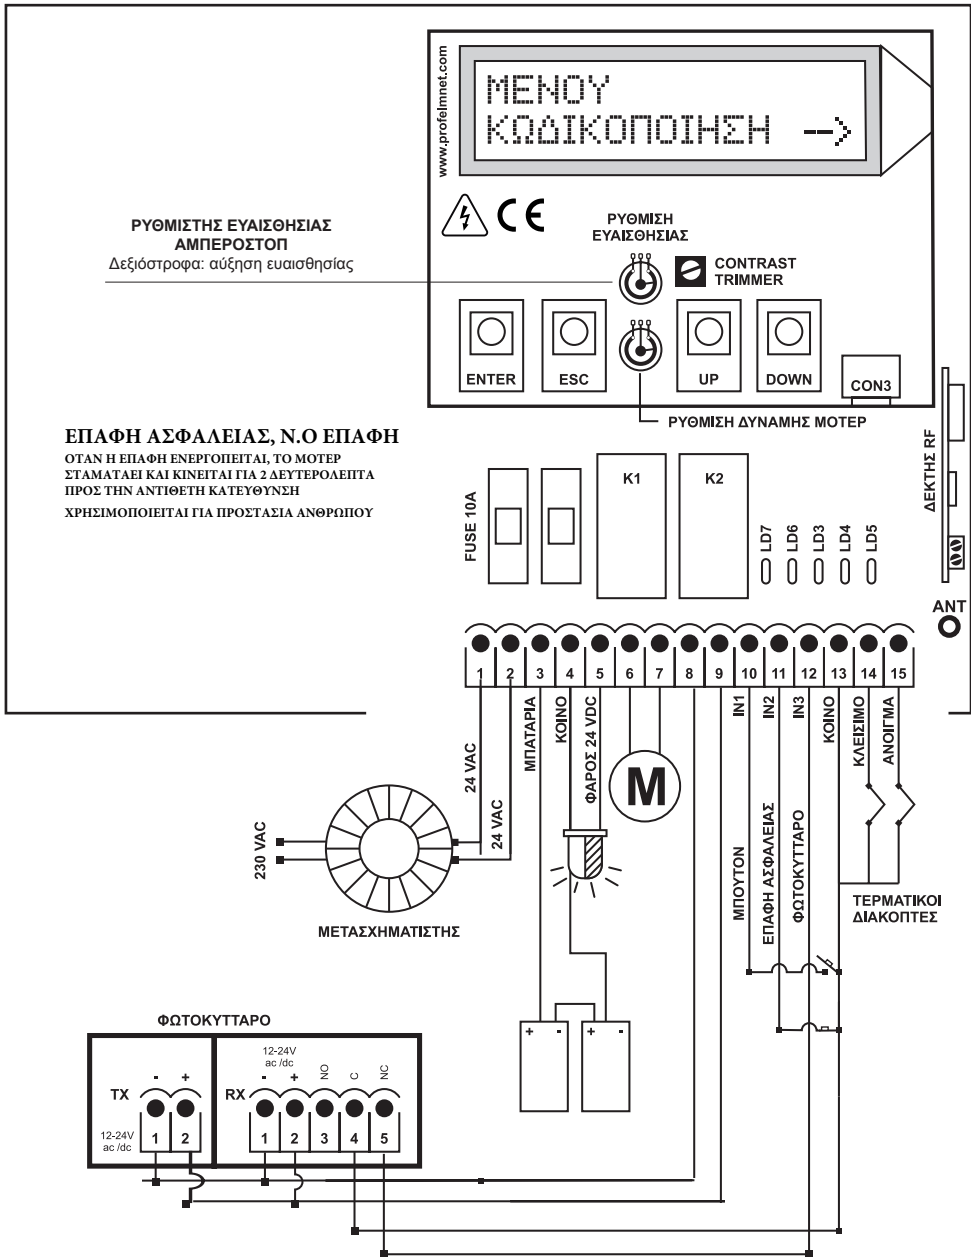 www.profelmnet.com
ΜΕΝΟΥ
ΚΩΔΙΚΟΠΟΙΗΣΗ -->
CE
ΡΥΘΜΙΣΤΗΣ ΕΥΑΙΣΘΗΣΙΑΣ
ΑΜΠΕΡΟΣΤΟΠ
Δεξιόστροφα: αύξηση ευαισθησίας
ΡΥΘΜΙΣΗ
ΕΥΑΙΣΘΗΣΙΑΣ
CONTRAST
TRIMMER
ENTER
ESC
UP
DOWN
CON3
ΡΥΘΜΙΣΗ ΔΥΝΑΜΗΣ ΜΟΤΕΡ
ΕΠΑΦΗ ΑΣΦΑΛΕΙΑΣ, N.O ΕΠΑΦΗ
ΟΤΑΝ Η ΕΠΑΦΗ ΕΝΕΡΓΟΠΕΙΤΑΙ, ΤΟ ΜΟΤΕΡ
ΣΤΑΜΑΤΑΕΙ ΚΑΙ ΚΙΝΕΙΤΑΙ ΓΙΑ 2 ΔΕΥΤΕΡΟΛΕΠΤΑ
ΠΡΟΣ ΤΗΝ ΑΝΤΙΘΕΤΗ ΚΑΤΕΥΘΥΝΣΗ
ΧΡΗΣΙΜΟΠΟΙΕΙΤΑΙ ΓΙΑ ΠΡΟΣΤΑΣΙΑ ΑΝΘΡΩΠΟΥ
FUSE 10A
K1
K2
LD7
LD6
LD3
LD4
LD5
ΔΕΚΤΗΣ RF
ANT
1 2 3 4 5 6 7 8 9 10 11 12 13 14 15
24 VAC
24 VAC
ΜΠΑΤΑΡΙΑ
ΚΟΙΝΟ
ΦΑΡΟΣ 24 VDC
M
IN1
IN2
IN3
ΚΟΙΝΟ
ΚΛΕΙΣΙΜΟ
ΑΝΟΙΓΜΑ
ΜΠΟΥΤΟΝ
ΕΠΑΦΗ ΑΣΦΑΛΕΙΑΣ
ΦΩΤΟΚΥΤΤΑΡΟ
230 VAC
ΜΕΤΑΣΧΗΜΑΤΙΣΤΗΣ
ΤΕΡΜΑΤΙΚΟΙ
ΔΙΑΚΟΠΤΕΣ
+ - + -
ΦΩΤΟΚΥΤΤΑΡΟ
TX
- +
12-24V
ac /dc
1 2
RX
12-24V
ac /dc
- + NO C NC
1 2 3 4 5